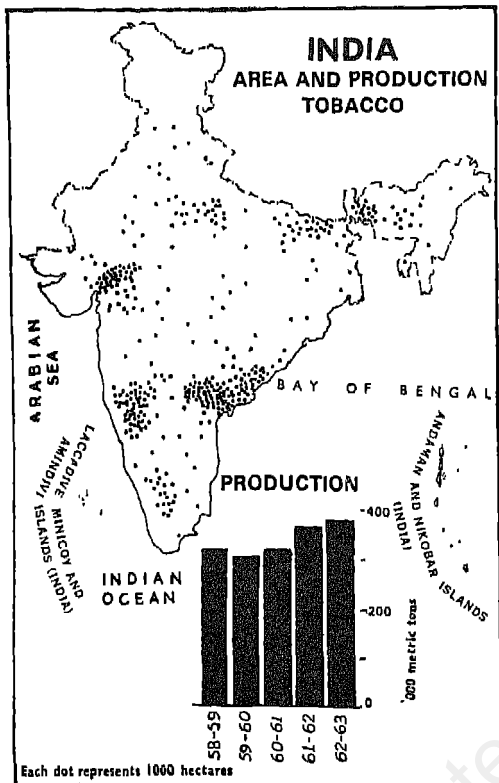 INDIA
AREA AND PRODUCTION
TOBACCO
ARABIAN
SEA
BAY OF BENGAL
LACCADIVE MINICOY AND
AMINDIVI ISLANDS (INDIA)
ANDAMAN AND NIKOBAR ISLANDS
(INDIA)
INDIAN
OCEAN
PRODUCTION
400
200
0
'000 metric tons
58-59
59-60
60-61
61-62
62-63
Each dot represents 1000 hectares